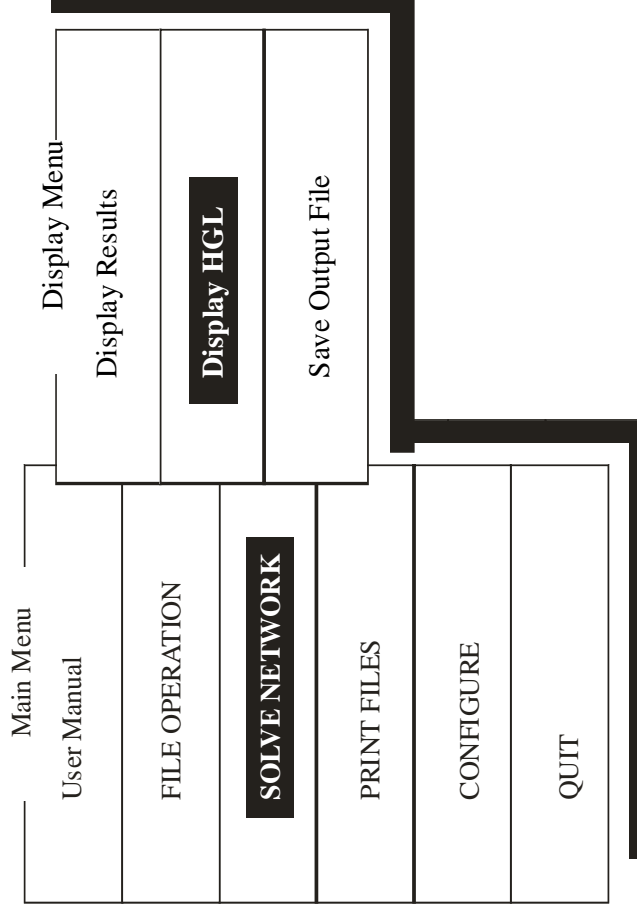 Main Menu
User Manual
FILE OPERATION
SOLVE NETWORK
PRINT FILES
CONFIGURE
QUIT
Display Menu
Display Results
Display HGL
Save Output File